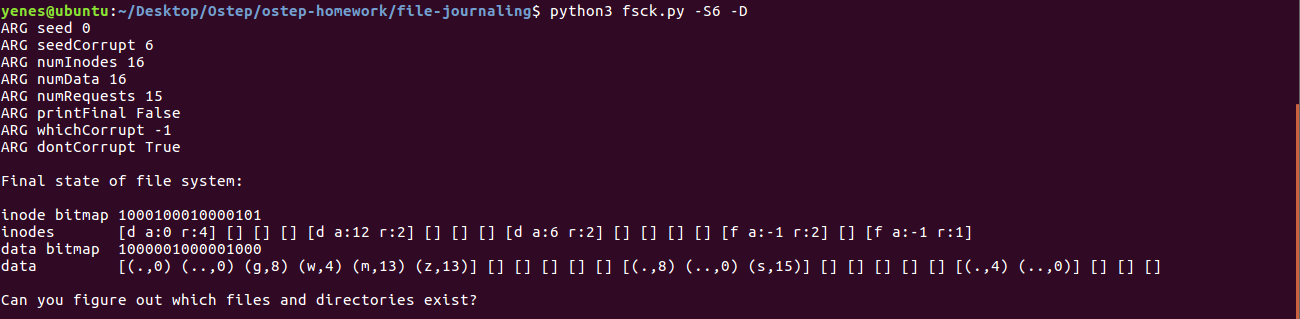 yenes@ubuntu:~/Desktop/Ostep/ostep-homework/file-journaling$ python3 fsck.py -S6 -D
ARG seed 0
ARG seedCorrupt 6
ARG numInodes 16
ARG numData 16
ARG numRequests 15
ARG printFinal False
ARG whichCorrupt -1
ARG dontCorrupt True
Final state of file system:
inode bitmap 1000100010000101
inodes [d a:0 r:4] [] [] [] [d a:12 r:2] [] [] [] [d a:6 r:2] [] [] [] [] [f a:-1 r:2] [] [f a:-1 r:1]
data bitmap 1000001000001000
data [(.,0) (..,0) (g,8) (w,4) (m,13) (z,13)] [] [] [] [] [] [(.,8) (..,0) (s,15)] [] [] [] [] [] [(.,4) (..,0)] [] [] []
Can you figure out which files and directories exist?